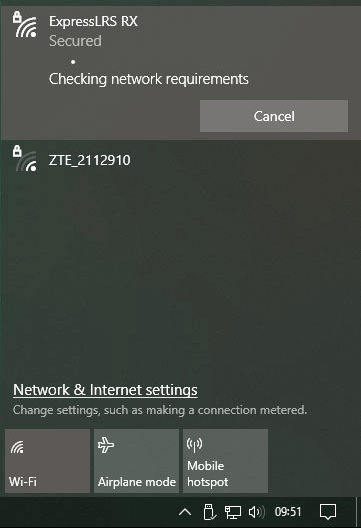 ExpressLRS RX
Secured
Checking network requirements
Cancel
ZTE_2112910
Network & Internet settings
Change settings, such as making a connection metered.
Wi-Fi
Airplane mode
Mobile
hotspot
09:51